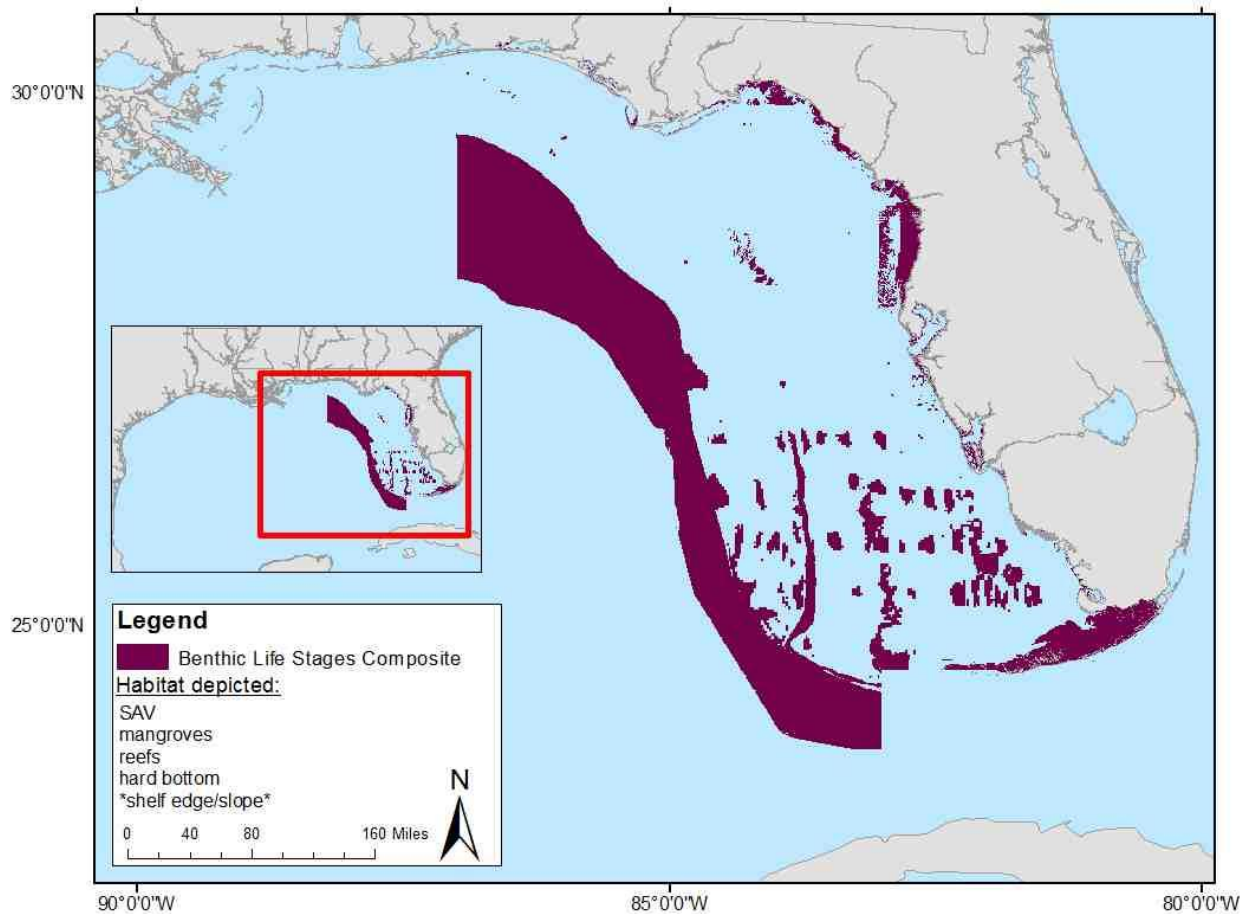 30°0'0"N
25°0'0"N
Legend
Benthic Life Stages Composite
Habitat depicted:
SAV
mangroves
reefs
hard bottom
*shelf edge/slope*
N
0 40 80 160 Miles
90°0'0"W 85°0'0"W 80°0'0"W